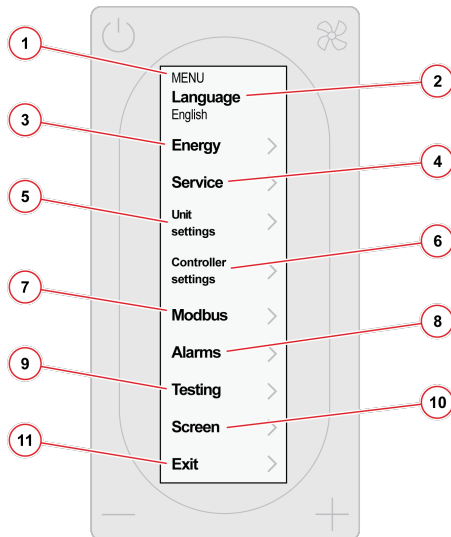 1
MENU
2
Language
English
3
Energy
4
Service
5
Unit
settings
6
Controller
settings
7
Modbus
8
Alarms
9
Testing
10
Screen
11
Exit